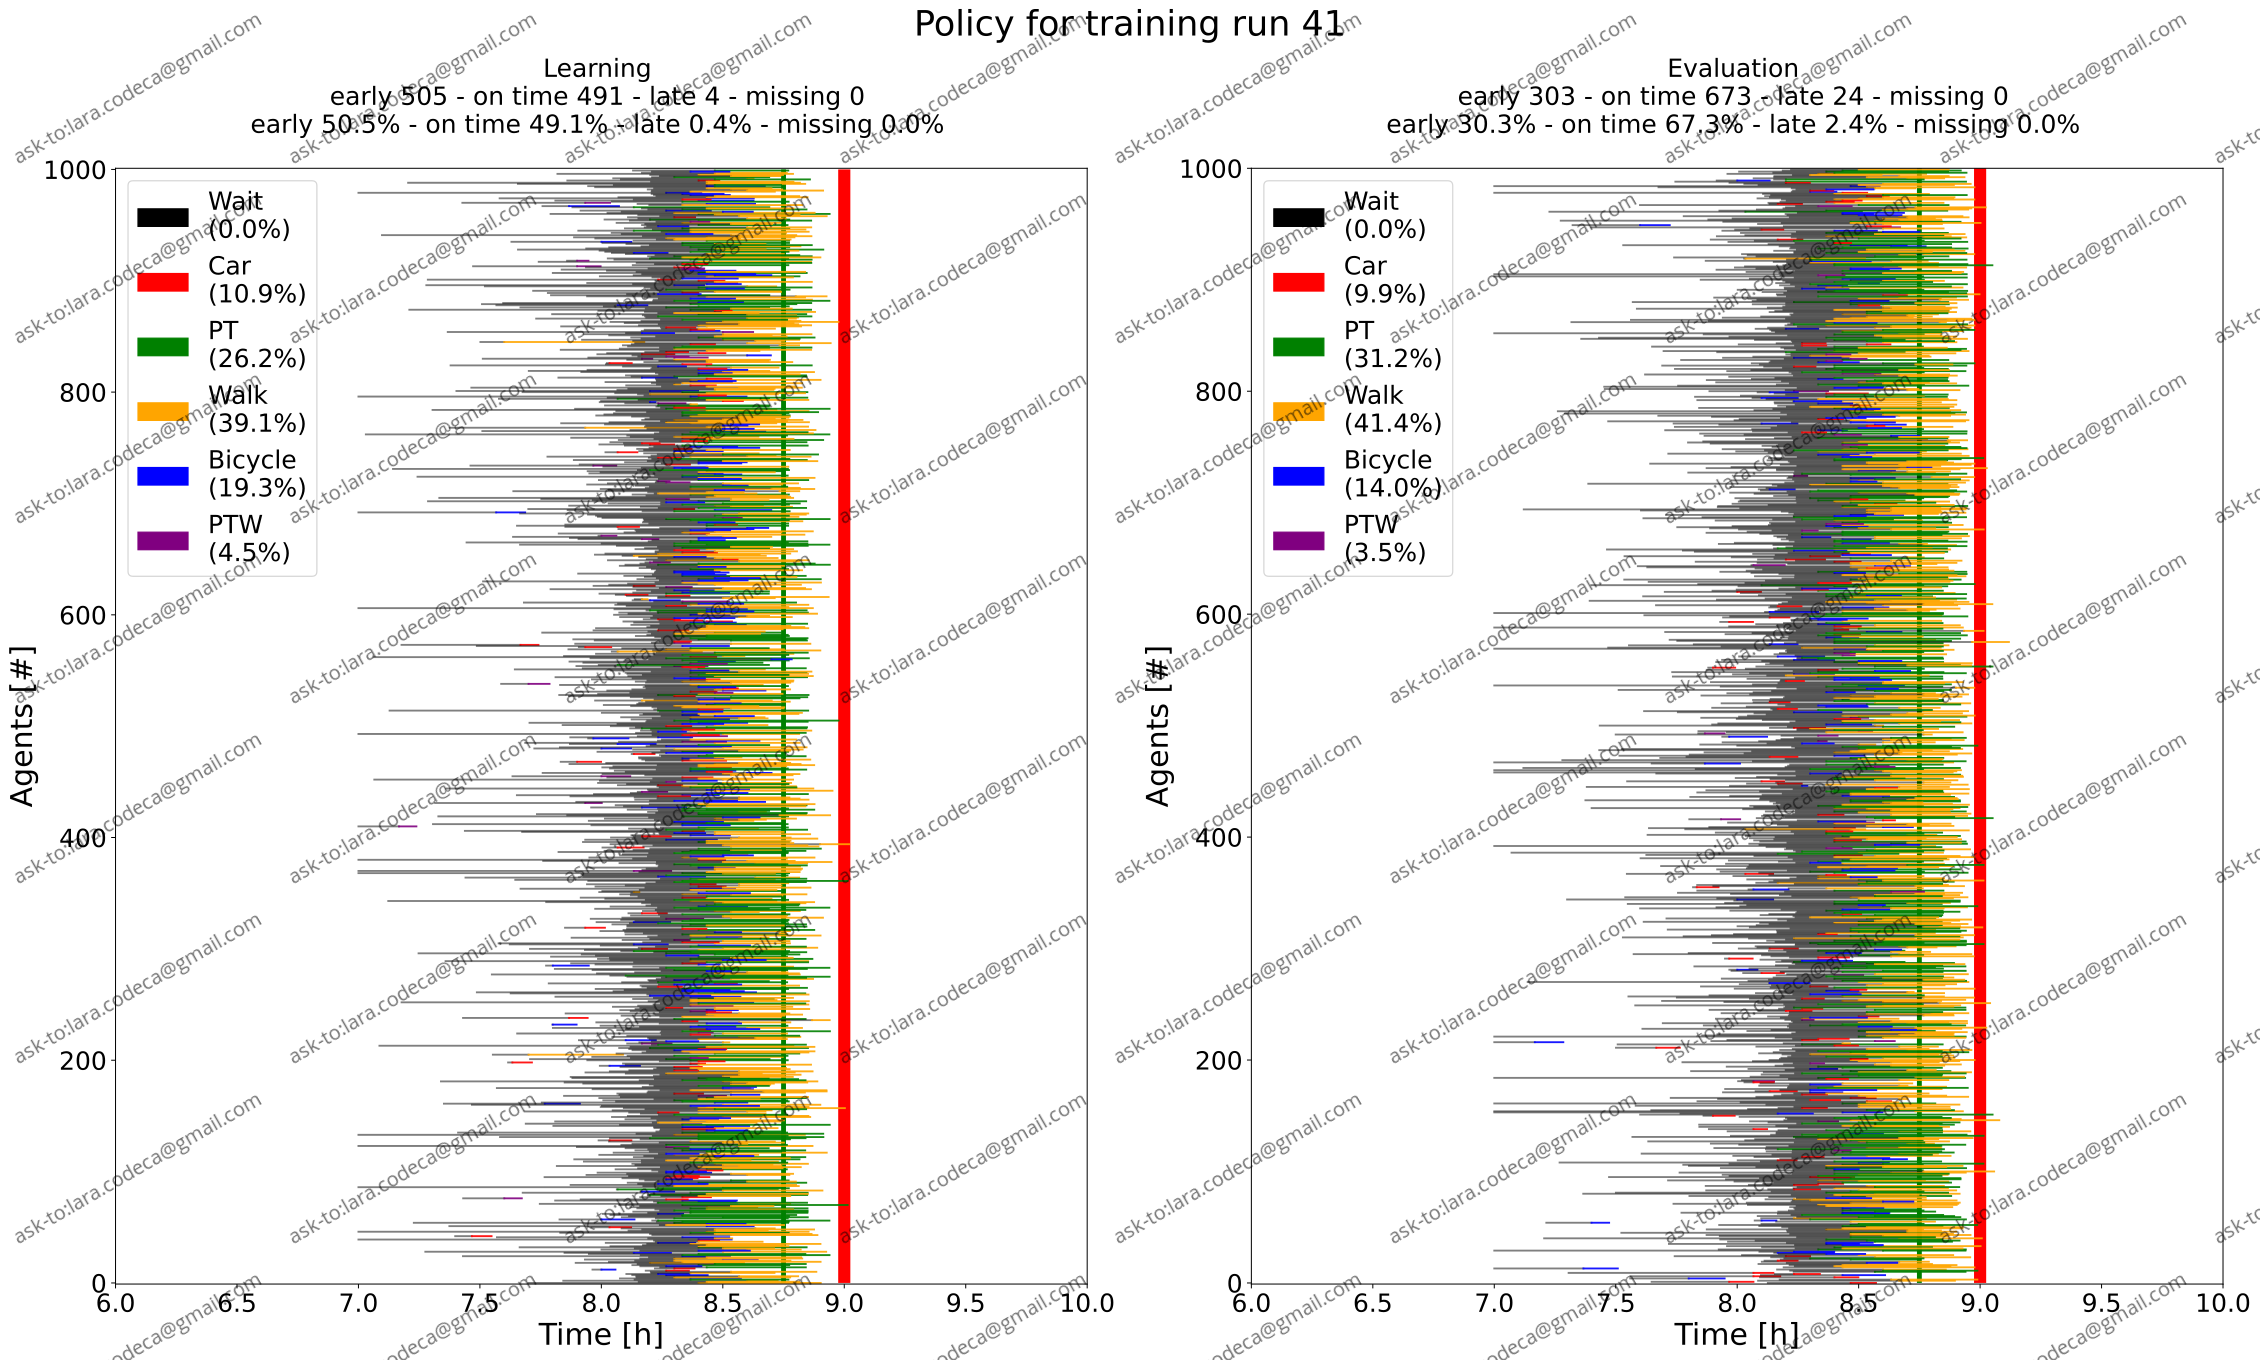 Policy for training run 41
Learning
early 505 - on time 491 - late 4 - missing 0
early 50.5% - on time 49.1% - late 0.4% - missing 0.0%
Evaluation
early 303 - on time 673 - late 24 - missing 0
early 30.3% - on time 67.3% - late 2.4% - missing 0.0%
Agents [#]
1000
800
600
400
200
0
Wait
(0.0%)
Car
(10.9%)
PT
(26.2%)
Walk
(39.1%)
Bicycle
(19.3%)
PTW
(4.5%)
6.0 6.5 7.0 7.5 8.0 8.5 9.0 9.5 10.0
Time [h]
Agents [#]
1000
800
600
400
200
0
Wait
(0.0%)
Car
(9.9%)
PT
(31.2%)
Walk
(41.4%)
Bicycle
(14.0%)
PTW
(3.5%)
6.0 6.5 7.0 7.5 8.0 8.5 9.0 9.5 10.0
Time [h]
ask-to:lara.codeca@gmail.com